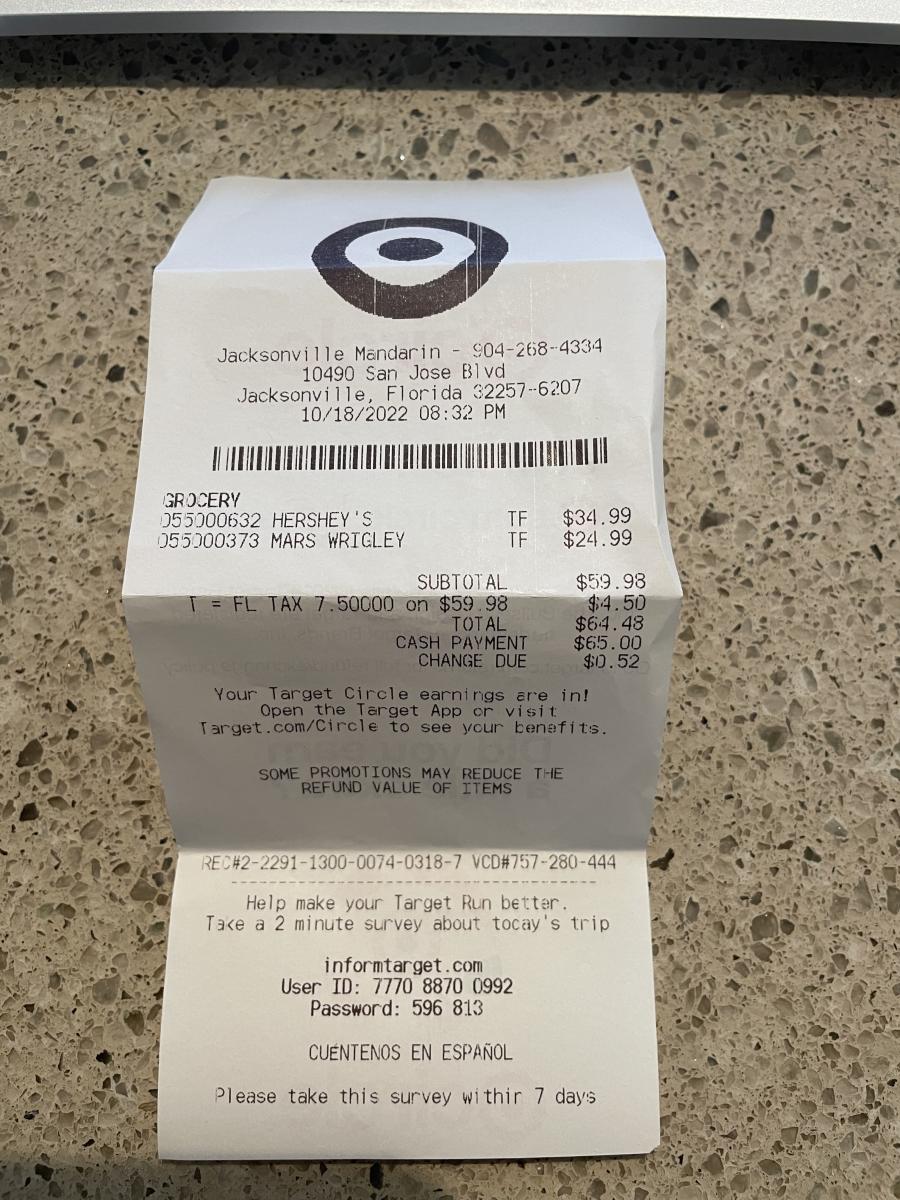 Jacksonville Mandarin - 904-268-4334
10490 San Jose Blvd
Jacksonville, Florida 32257-6207
10/18/2022 08:32 PM
GROCERY
055000632 HERSHEY'S TF $34.99
055000373 MARS WRIGLEY TF $24.99
SUBTOTAL $59.98
T = FL TAX 7.50000 on $59.98 $4.50
TOTAL $64.48
CASH PAYMENT $65.00
CHANGE DUE $0.52
Your Target Circle earnings are in!
Open the Target App or visit
Target.com/Circle to see your benefits.
SOME PROMOTIONS MAY REDUCE THE
REFUND VALUE OF ITEMS
REC#2-2291-1300-0074-0318-7 VCD#757-280-444
Help make your Target Run better.
Take a 2 minute survey about today's trip
informtarget.com
User ID: 7770 8870 0992
Password: 596 813
CUÉNTENOS EN ESPAÑOL
Please take this survey within 7 days